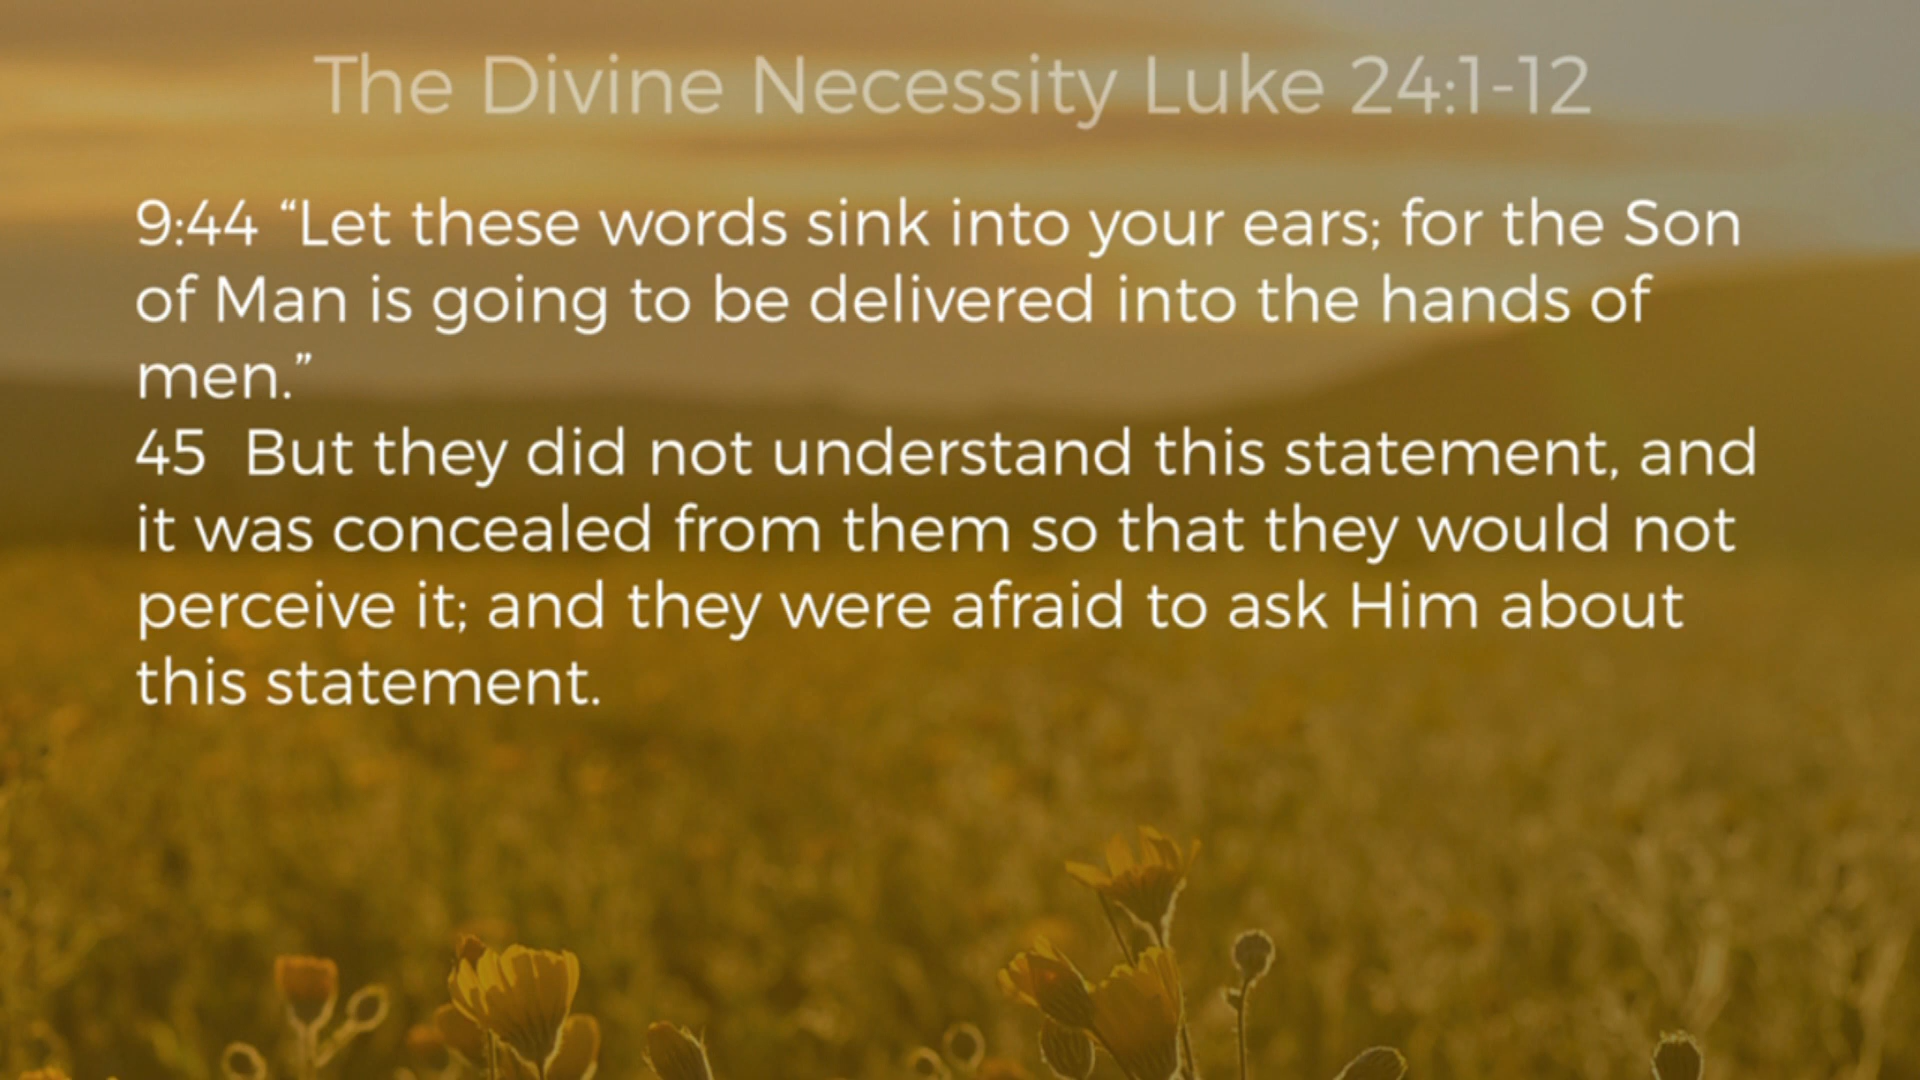 The Divine Necessity Luke 24:1-12
9:44 “Let these words sink into your ears; for the Son
of Man is going to be delivered into the hands of
men.”
45  But they did not understand this statement, and
it was concealed from them so that they would not
perceive it; and they were afraid to ask Him about
this statement.